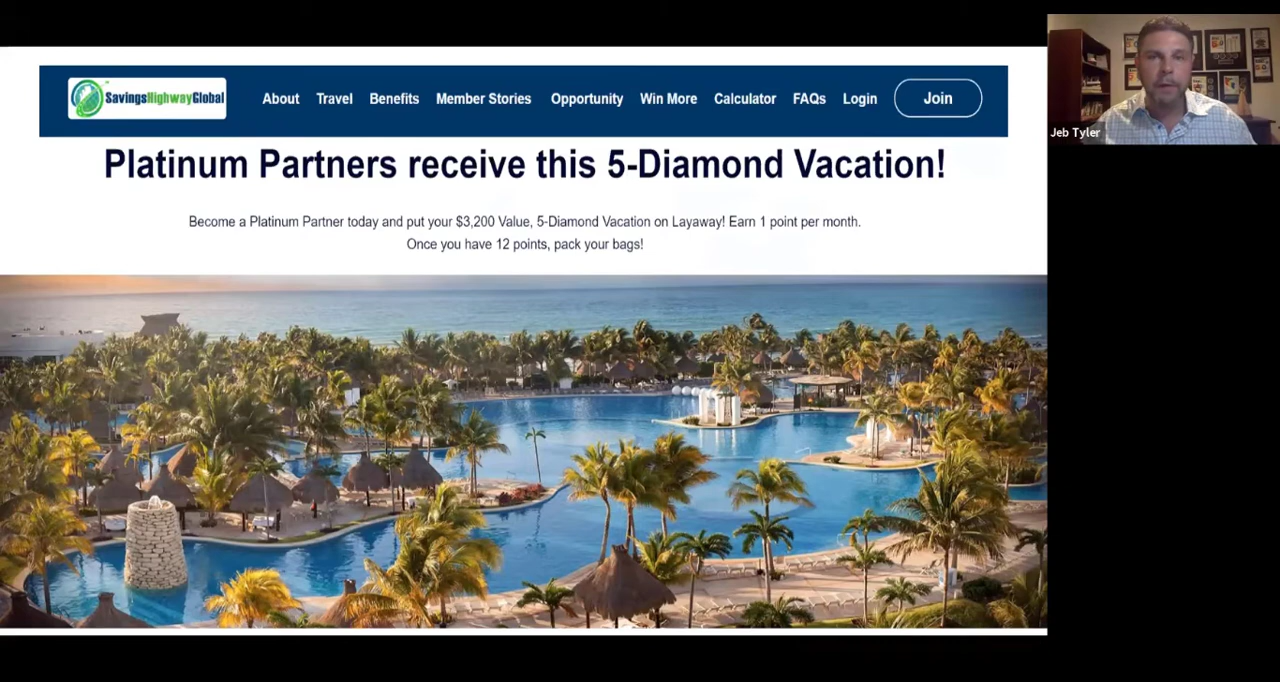 SavingsHighwayGlobal
About Travel Benefits Member Stories Opportunity Win More Calculator FAQs Login Join
Platinum Partners receive this 5-Diamond Vacation!
Become a Platinum Partner today and put your $3,200 Value, 5-Diamond Vacation on Layaway! Earn 1 point per month.
Once you have 12 points, pack your bags!
Jeb Tyler